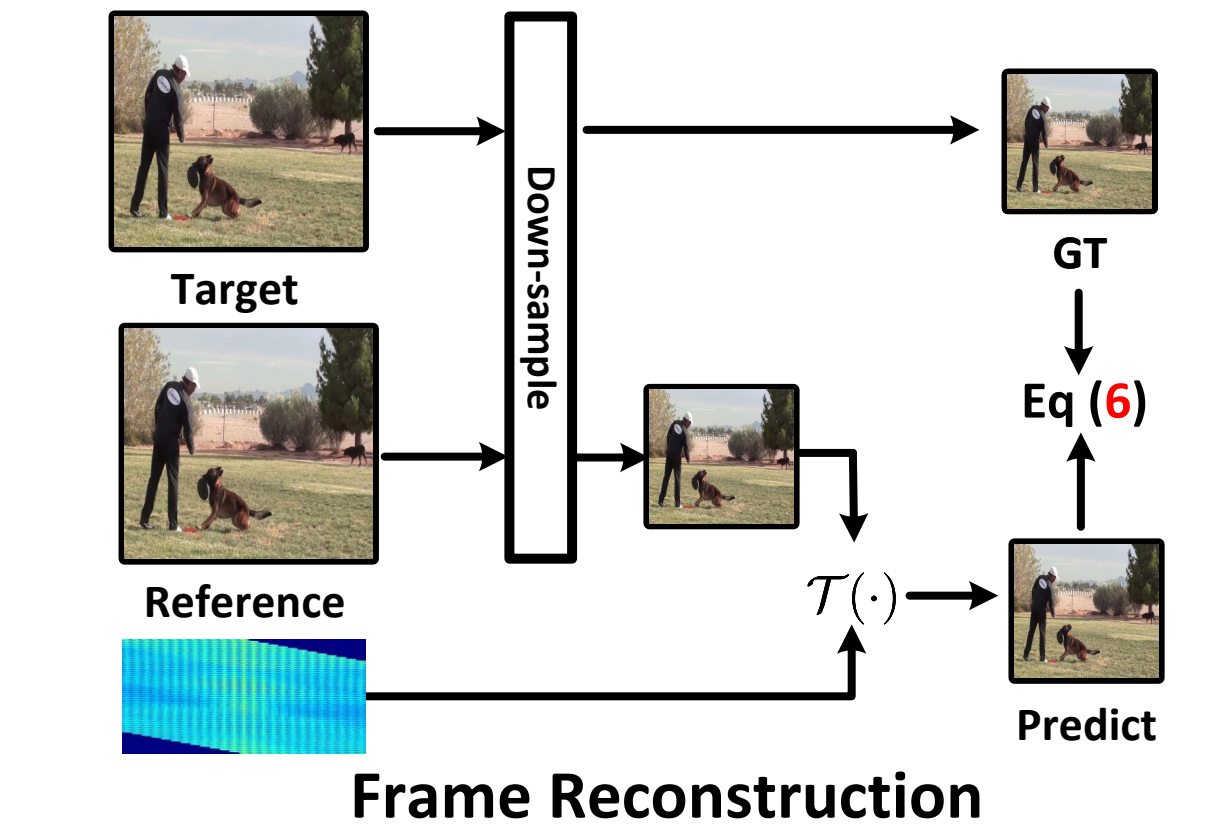 Target
Down-sample
GT
Eq (6)
Reference
𝒯(·)
Predict
Frame Reconstruction